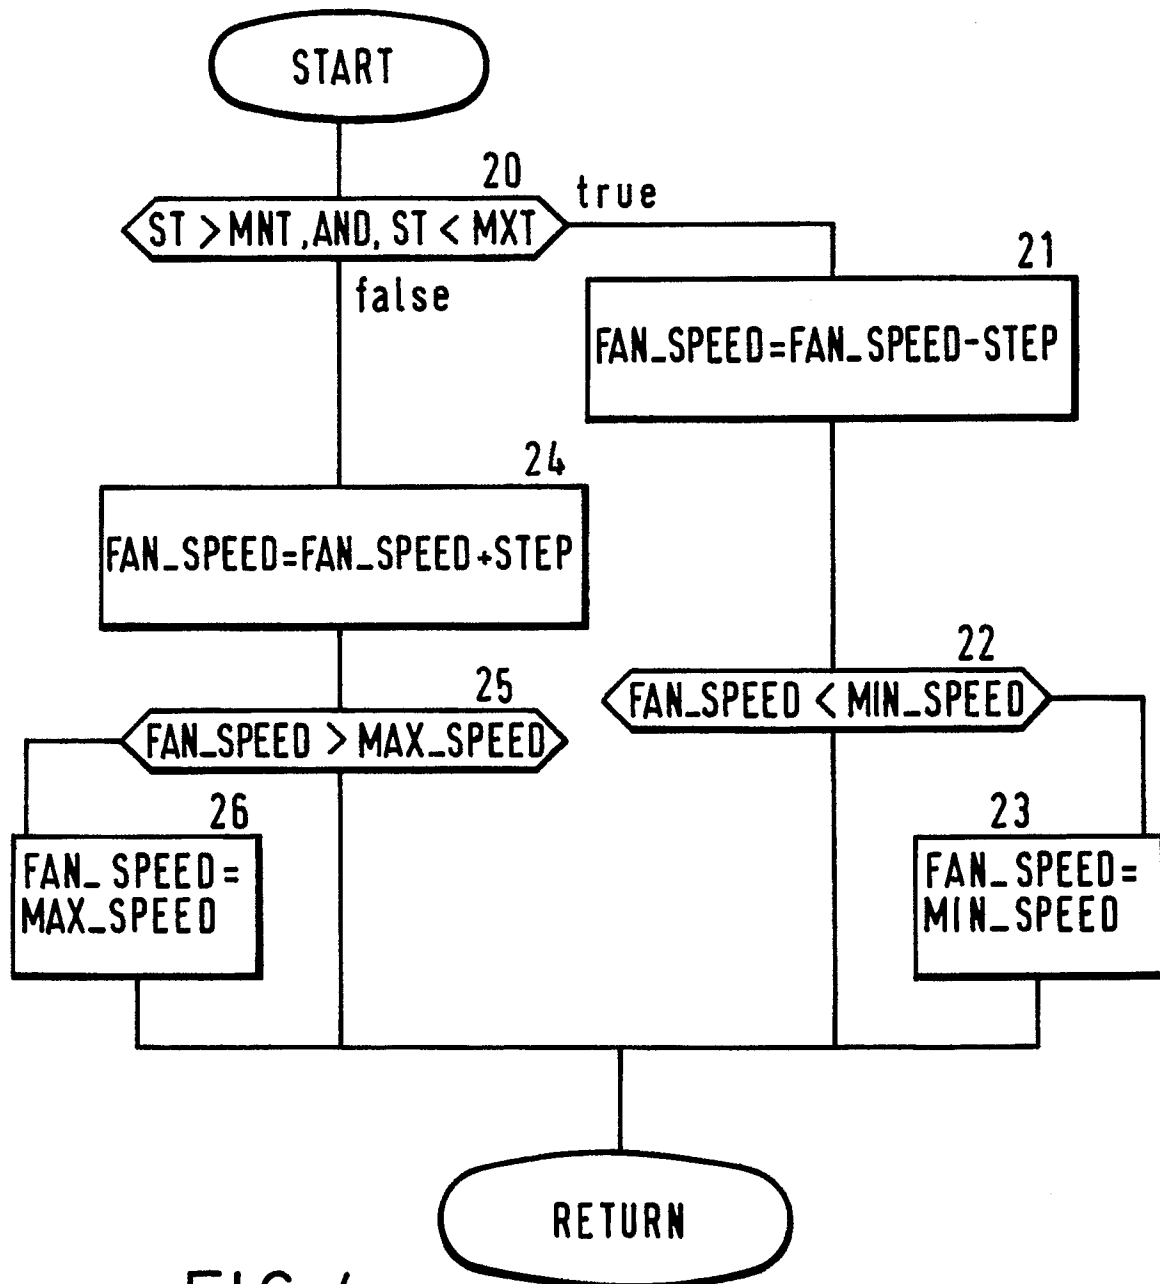 START
20
true
ST > MNT ,AND, ST < MXT
false
21
FAN_SPEED=FAN_SPEED-STEP
24
FAN_SPEED=FAN_SPEED+STEP
22
FAN_SPEED < MIN_SPEED
25
FAN_SPEED > MAX_SPEED
26
FAN_SPEED=
MAX_SPEED
23
FAN_SPEED=
MIN_SPEED
RETURN